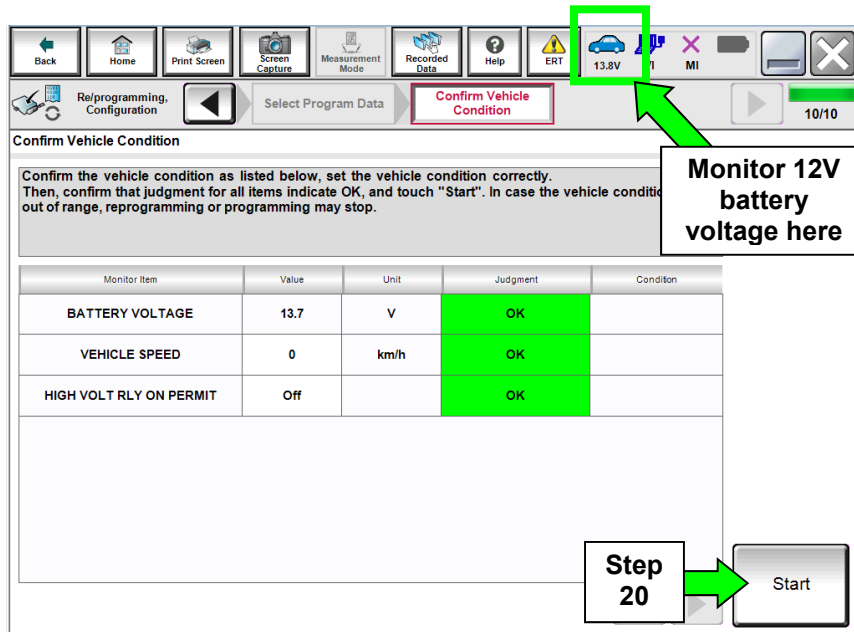 Back
Home
Print Screen
Screen
Capture
Measurement
Mode
Recorded
Data
Help
ERT
13.8V
VI
MI
Re/programming,
Configuration
Select Program Data
Confirm Vehicle
Condition
10/10
Confirm Vehicle Condition
Confirm the vehicle condition as listed below, set the vehicle condition correctly.
Then, confirm that judgment for all items indicate OK, and touch "Start". In case the vehicle
out of range, reprogramming or programming may stop.
Monitor 12V
battery
voltage here
Monitor Item Value Unit Judgment Condition
BATTERY VOLTAGE 13.7 V OK
VEHICLE SPEED 0 km/h OK
HIGH VOLT RLY ON PERMIT Off OK
Step
20
Start